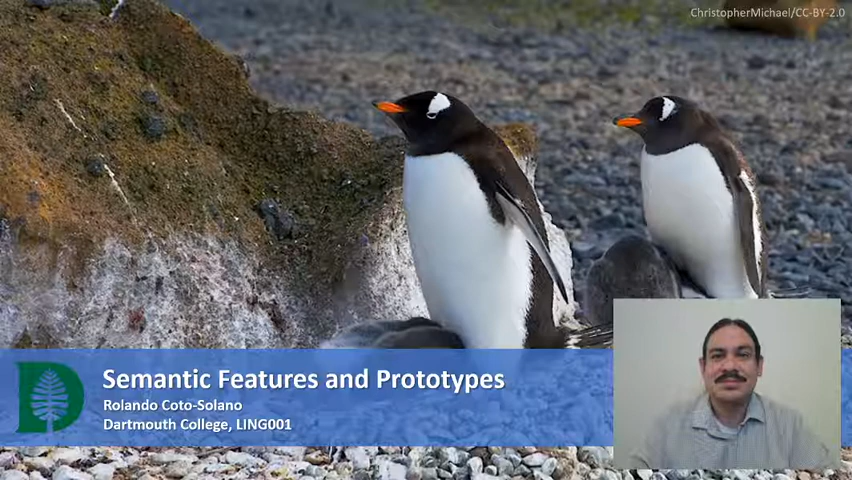 ChristopherMichael/CC-BY-2.0
Semantic Features and Prototypes
Rolando Coto-Solano
Dartmouth College, LING001